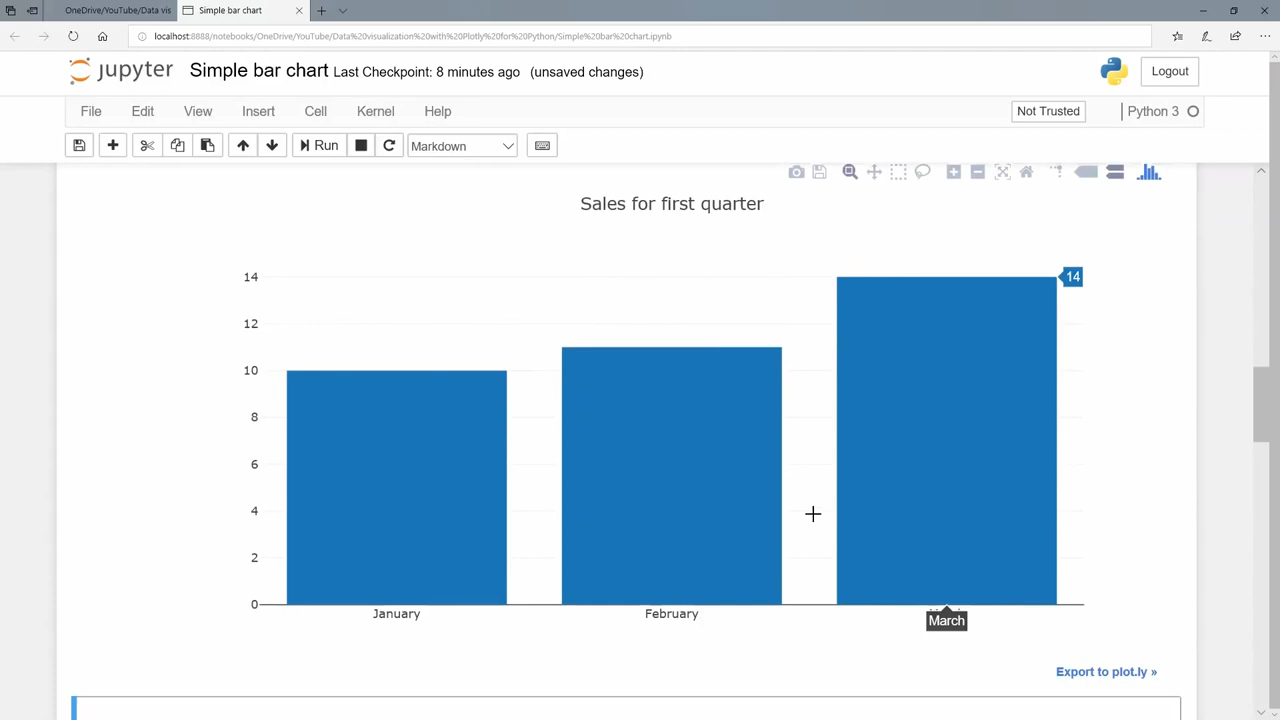 OneDrive/YouTube/Data vis
Simple bar chart
localhost:8888/notebooks/OneDrive/YouTube/Data%20visualization%20with%20Plotly%20for%20Python/Simple%20bar%20chart.ipynb
jupyter Simple bar chart Last Checkpoint: 8 minutes ago (unsaved changes)
Logout
File Edit View Insert Cell Kernel Help
Not Trusted
Python 3
Run
Markdown
Sales for first quarter
14
14
12
10
8
6
4
2
0
January February
March
Export to plot.ly »